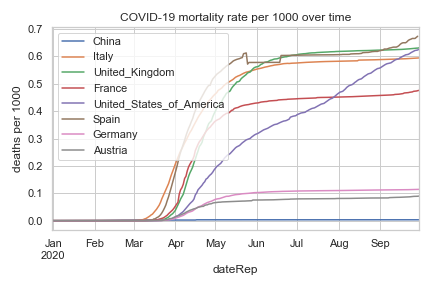 COVID-19 mortality rate per 1000 over time
deaths per 1000
0.7
0.6
0.5
0.4
0.3
0.2
0.1
0.0
China
Italy
United_Kingdom
France
United_States_of_America
Spain
Germany
Austria
Jan Feb Mar Apr May Jun Jul Aug Sep
2020
dateRep